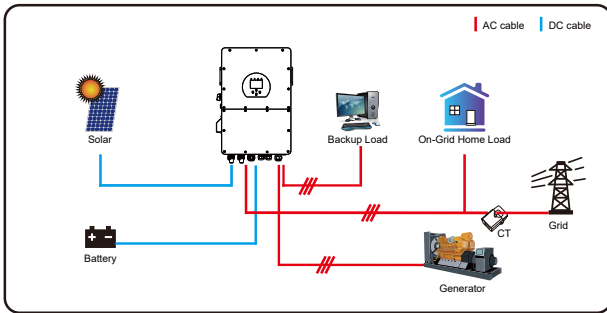 AC cable DC cable
Solar
Backup Load
On-Grid Home Load
CT
Grid
Battery
Generator